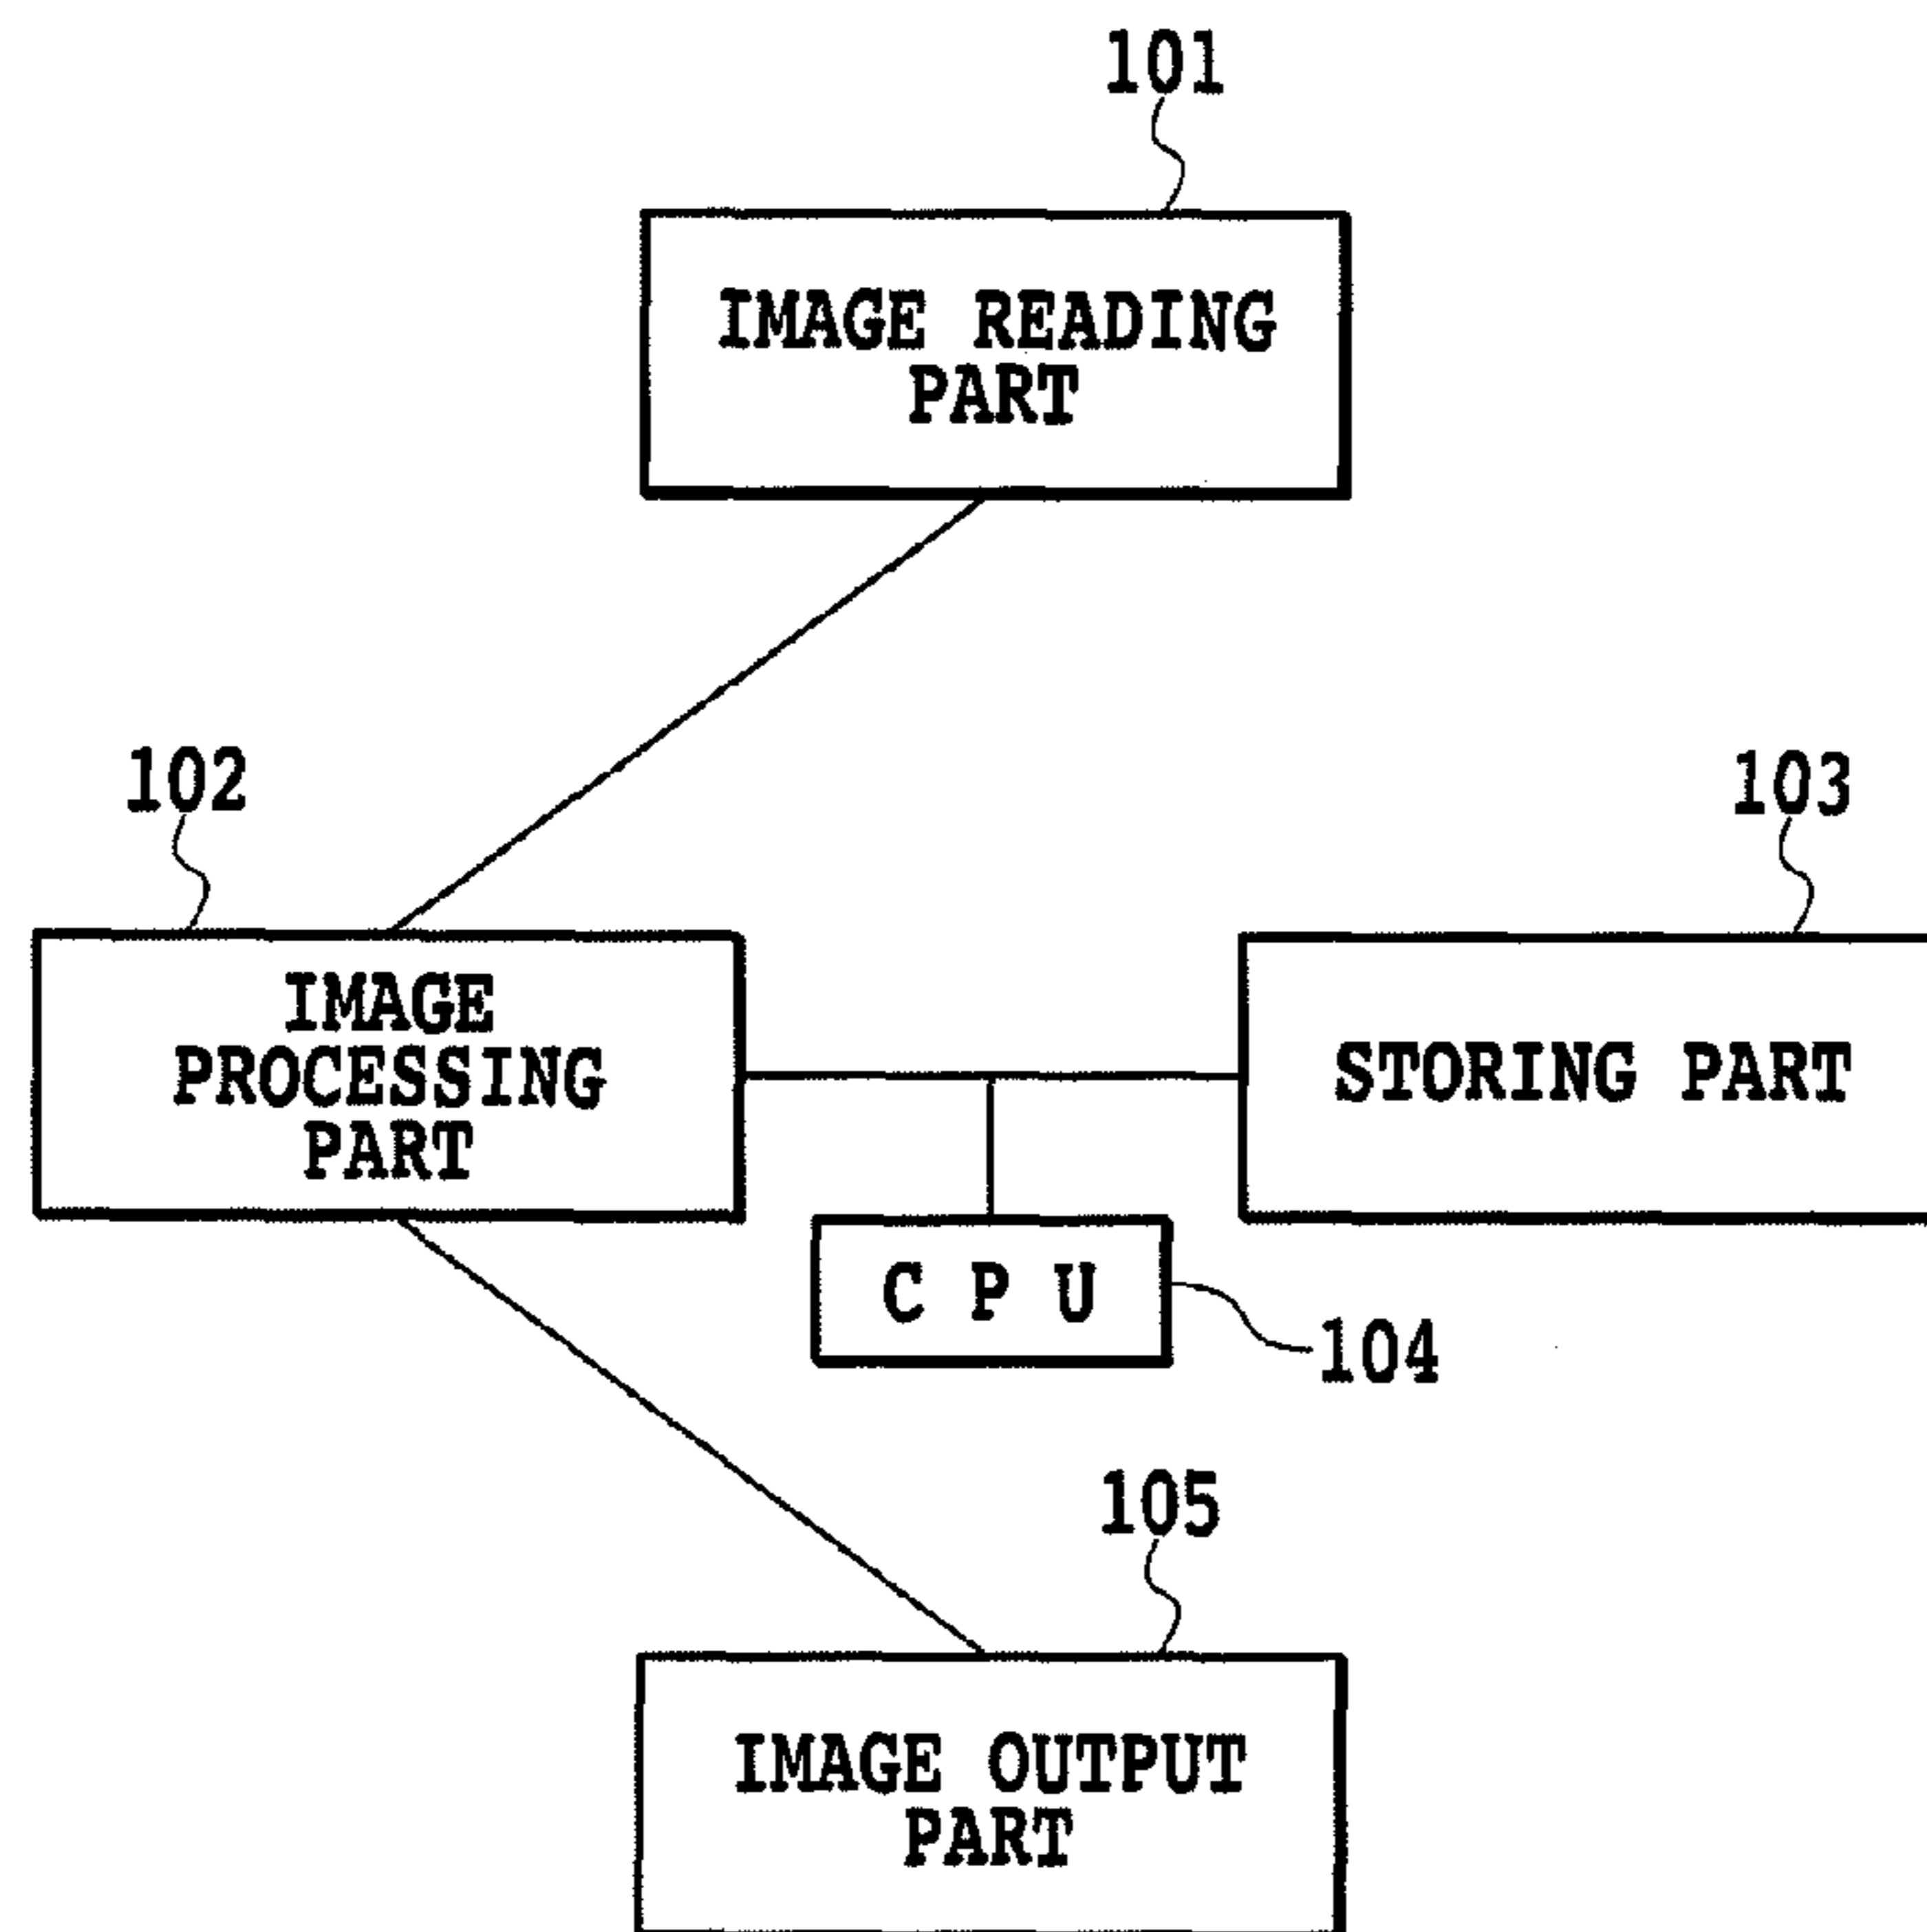 101
IMAGE READING
PART
102
103
IMAGE
PROCESSING
PART
STORING PART
C P U
104
105
IMAGE OUTPUT
PART